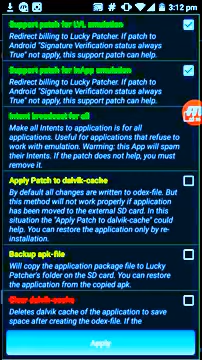 3:12 pm
Support patch for LVL emulation
Redirect billing to Lucky Patcher. If patch to
Android "Signature Verification status always
True" not apply, this support patch can help.
Support patch for InApp emulation
Redirect billing to Lucky Patcher. If patch to
Android "Signature Verification status always
True" not apply, this support patch can help.
Intent broadcast for all
Make all Intents to application is for all
applications. Useful for applications that refuse to
work with emulation. Warming: this App will spam
their Intents. If the patch does not help, you must
remove it.
Apply Patch to dalvik-cache
By default all changes are written to odex-file. But
this method will not work properly if application
has been moved to the external SD card. In this
situation the "Apply Patch to dalvik-cache" could
help. You can restore the application only by re-
installation.
Backup apk-file
Will copy the application package file to Lucky
Patcher's folder on the SD card. You can restore
the application from the copied apk.
Clear dalvik-cache
Deletes dalvik cache of the application to save
space after creating the odex-file. If the
Apply